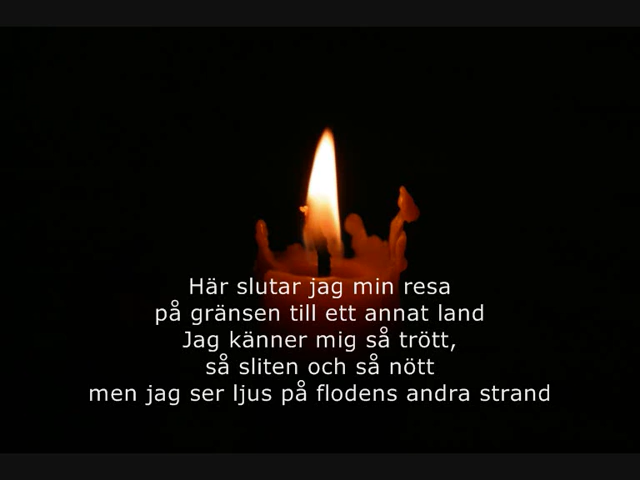 Här slutar jag min resa
på gränsen till ett annat land
Jag känner mig så trött,
så sliten och så nött
men jag ser ljus på flodens andra strand